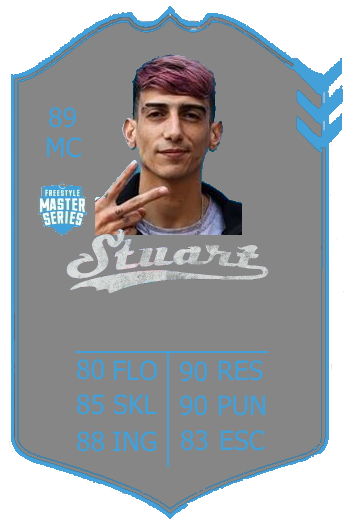 89
MC
FREESTYLE
MASTER
SERIES
Stuart
80 FLO 90 RES
85 SKL 90 PUN
88 ING 83 ESC